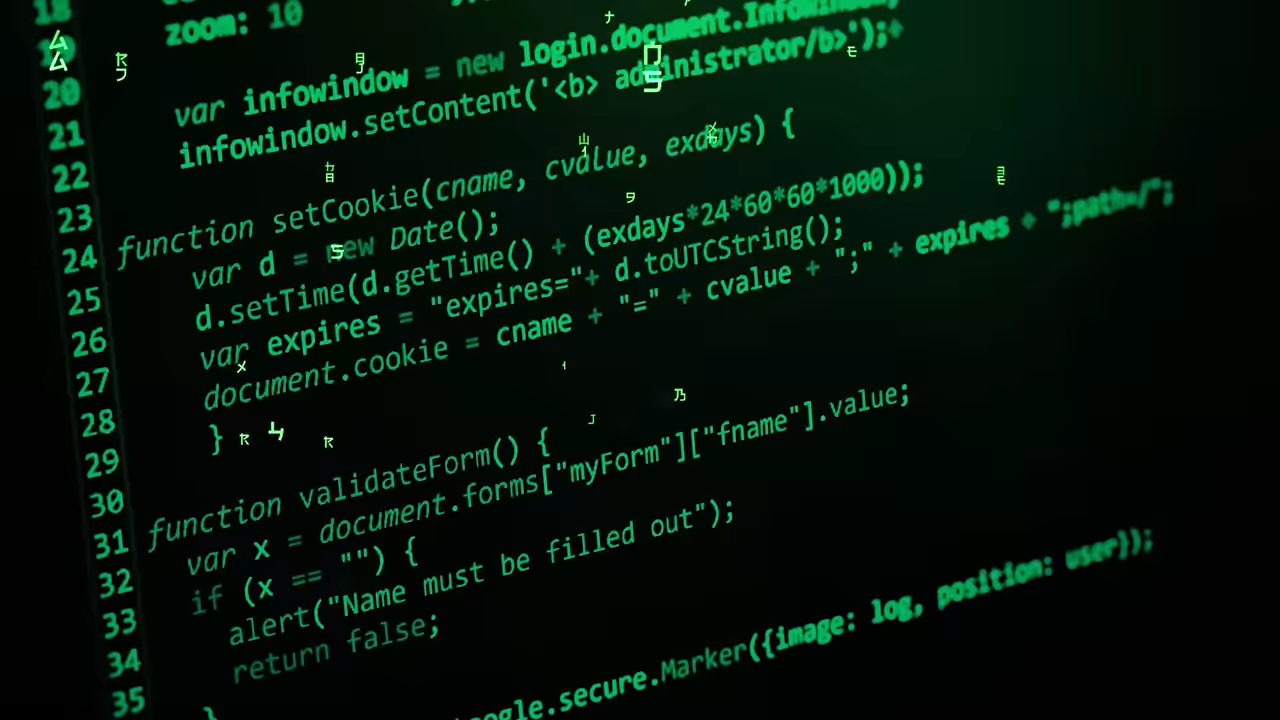 18
zoom: 10
19
20 var infowindow = new login.document.Infowindow,
21 infowindow.setContent('<b> administrator/b>');+
22
23 function setCookie(cname, cvalue, exdays) {
24 var d = new Date();
25 d.setTime(d.getTime() + (exdays*24*60*60*1000));
26 var expires = "expires="+ d.toUTCString();
27 document.cookie = cname + "=" + cvalue + ";" + expires + ";path=/";
28 }
29
30 function validateForm() {
31 var x = document.forms["myForm"]["fname"].value;
32 if (x == "") {
33 alert("Name must be filled out");
34 return false;
35 }
oogle.secure.Marker({image: log, position: user});